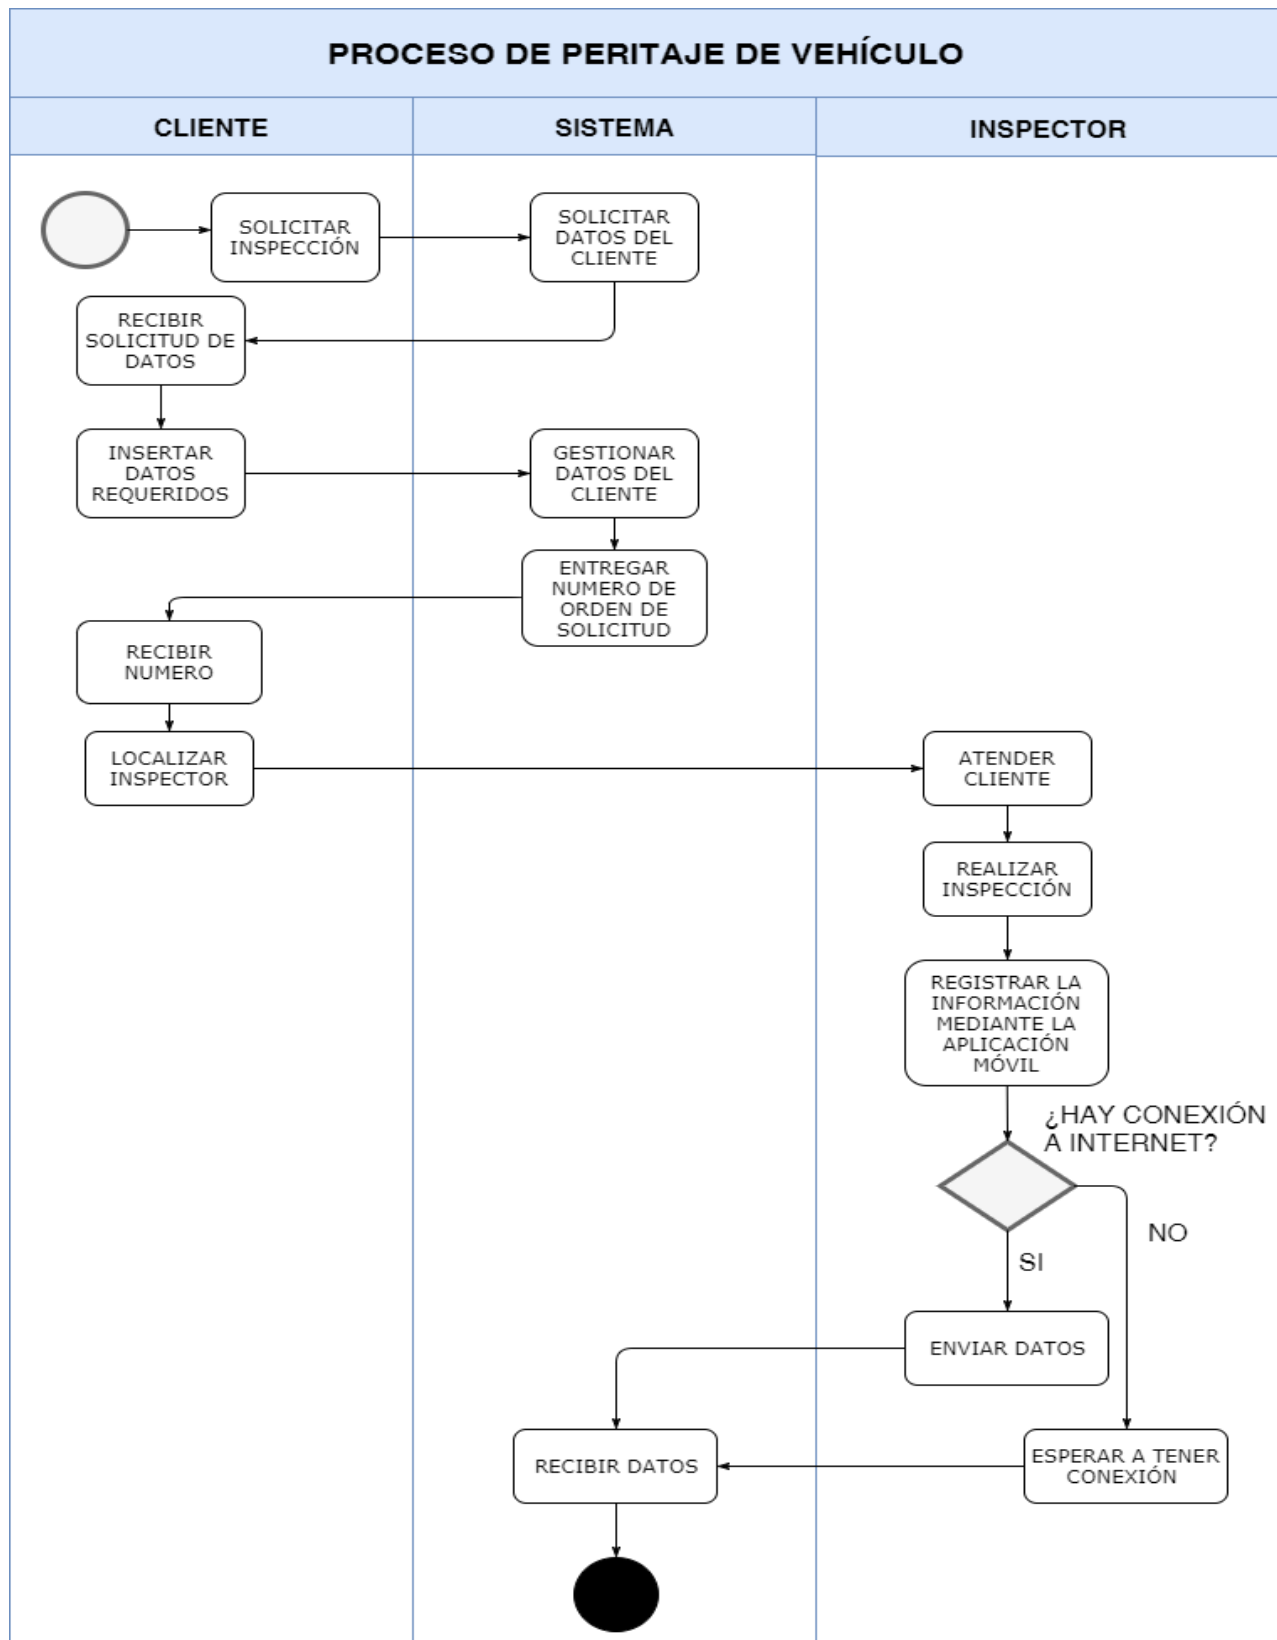 PROCESO DE PERITAJE DE VEHÍCULO
CLIENTE
SISTEMA
INSPECTOR
SOLICITAR
INSPECCIÓN
SOLICITAR
DATOS DEL
CLIENTE
RECIBIR
SOLICITUD DE
DATOS
INSERTAR
DATOS
REQUERIDOS
GESTIONAR
DATOS DEL
CLIENTE
ENTREGAR
NUMERO DE
ORDEN DE
SOLICITUD
RECIBIR
NUMERO
LOCALIZAR
INSPECTOR
ATENDER
CLIENTE
REALIZAR
INSPECCIÓN
REGISTRAR LA
INFORMACIÓN
MEDIANTE LA
APLICACIÓN
MÓVIL
¿HAY CONEXIÓN
A INTERNET?
NO
SI
ENVIAR DATOS
RECIBIR DATOS
ESPERAR A TENER
CONEXIÓN